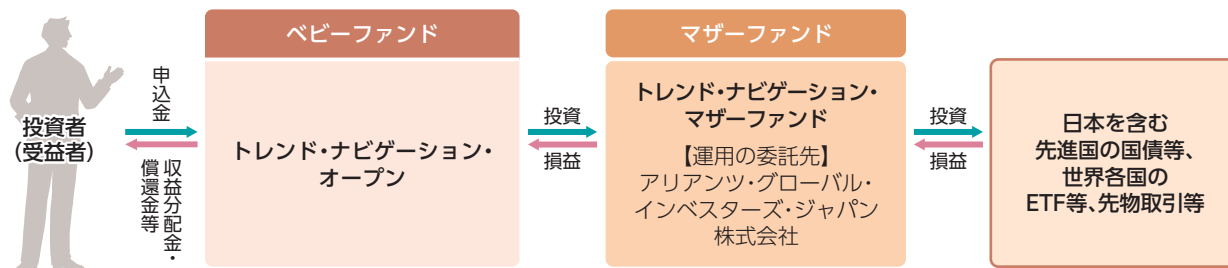 投資者
(受益者)
申込金
収益分配金・
償還金等
ベビーファンド
トレンド・ナビゲーション・
オープン
投資
損益
マザーファンド
トレンド・ナビゲーション・
マザーファンド
【運用の委託先】
アリアンツ・グローバル・
インベスターズ・ジャパン
株式会社
投資
損益
日本を含む
先進国の国債等、
世界各国の
ETF等、先物取引等